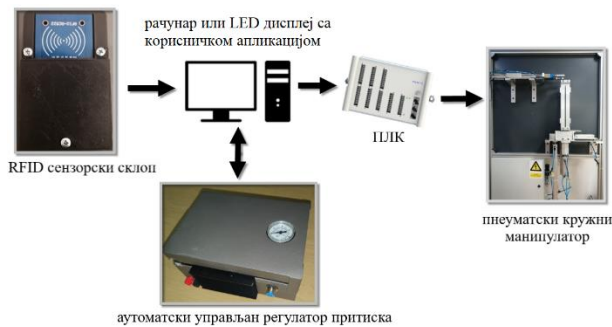 рачунар или LED дисплеј са
корисничком апликацијом
RFID сензорски склоп
ПЛК
пнеуматски кружни
манипулатор
аутоматски управљан регулатор притиска